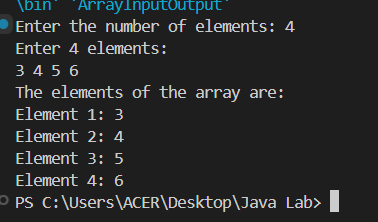 \bin' 'ArrayInputOutput'
Enter the number of elements: 4
Enter 4 elements:
3 4 5 6
The elements of the array are:
Element 1: 3
Element 2: 4
Element 3: 5
Element 4: 6
PS C:\Users\ACER\Desktop\Java Lab>